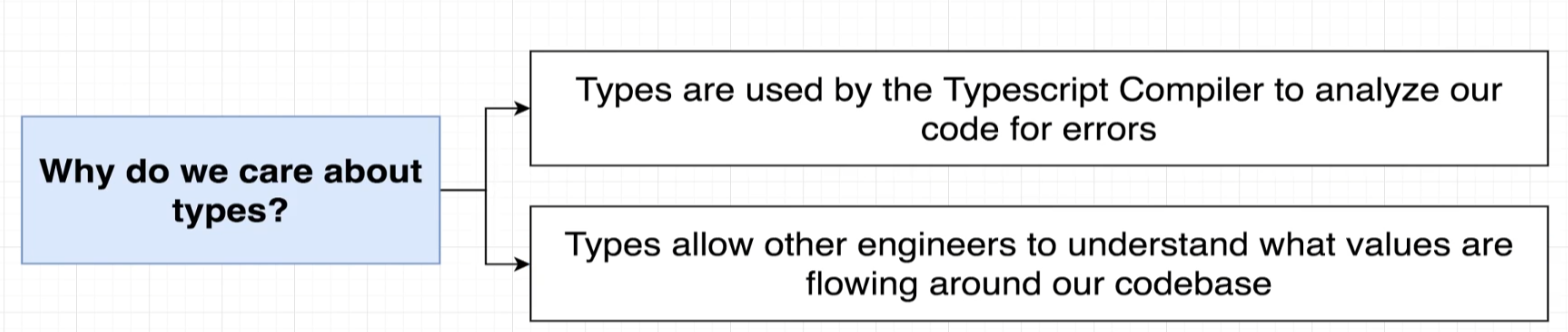 Why do we care about
types?
Types are used by the Typescript Compiler to analyze our
code for errors
Types allow other engineers to understand what values are
flowing around our codebase